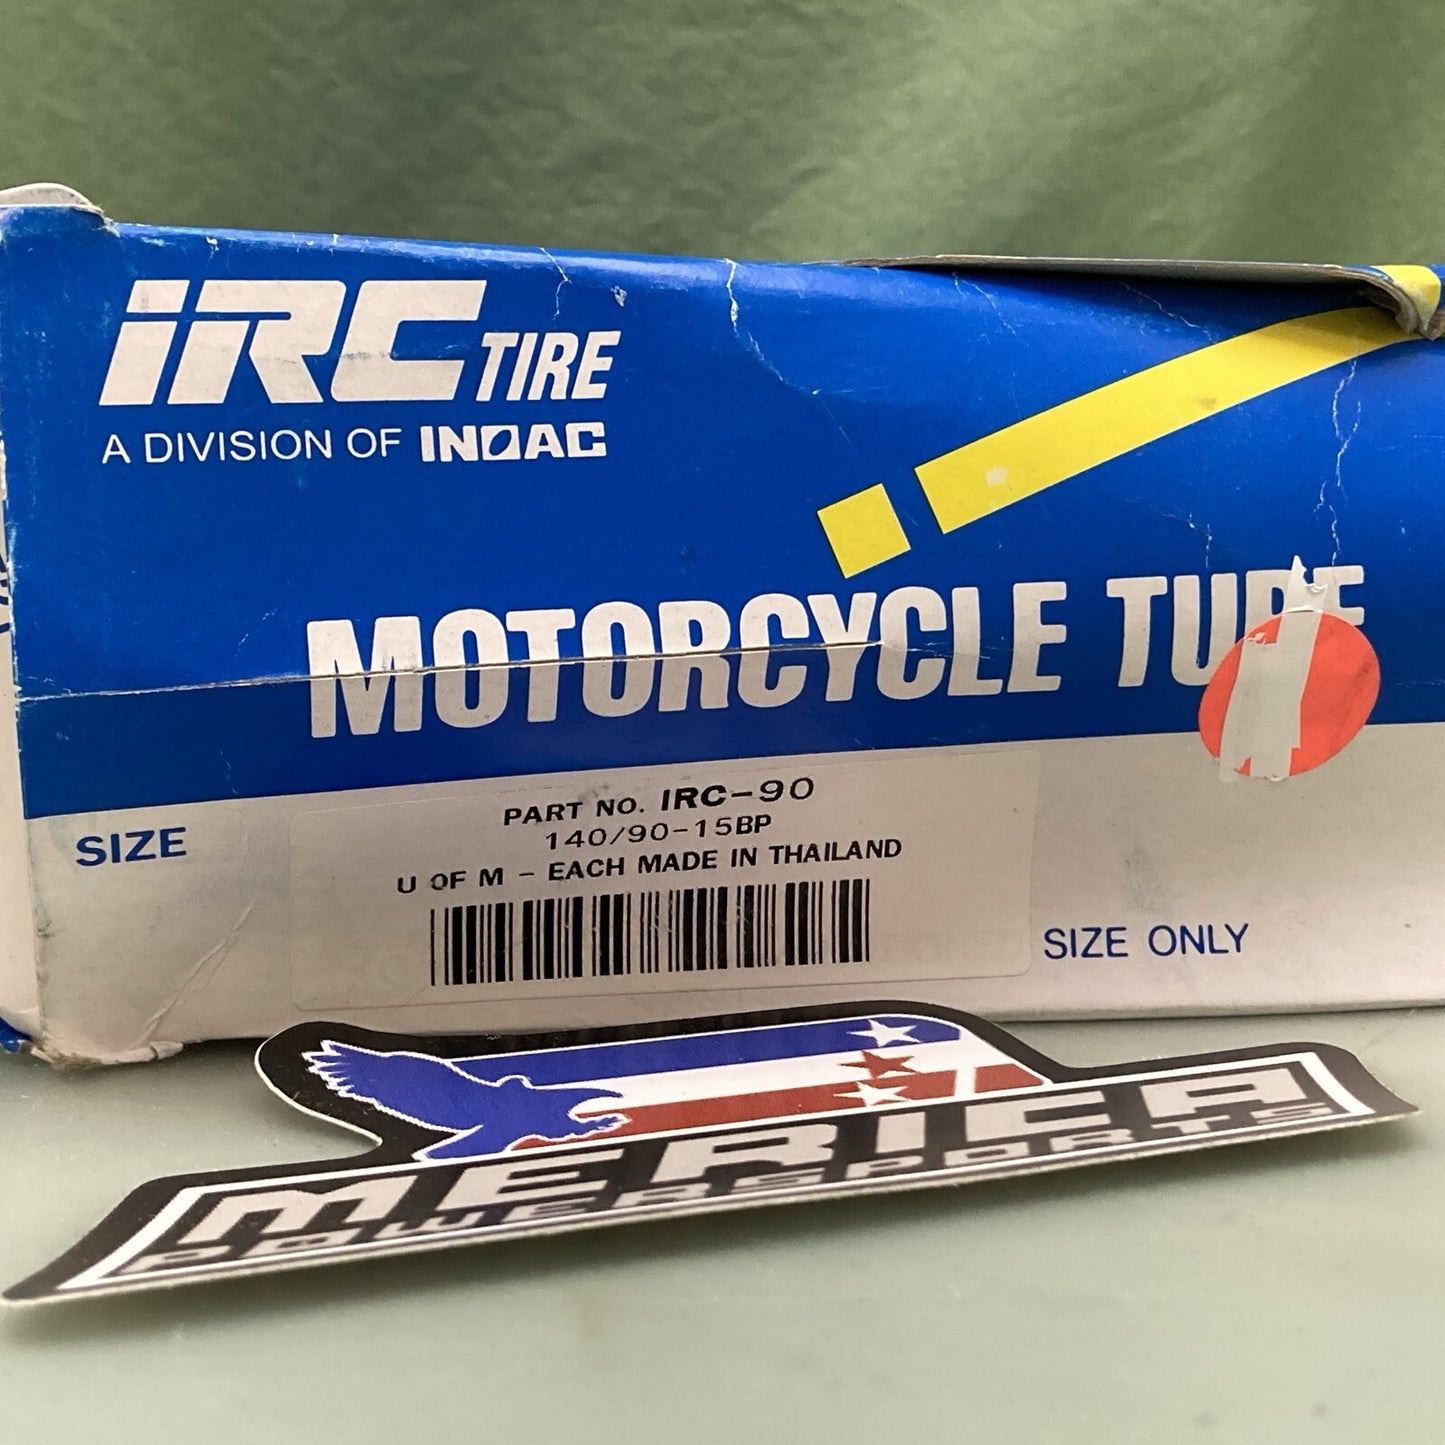 iRC TIRE
A DIVISION OF INOAC
MOTORCYCLE TUBE
SIZE
PART NO. IRC-90
140/90-15BP
U OF M - EACH MADE IN THAILAND
SIZE ONLY
MERICA
POWERSPORTS